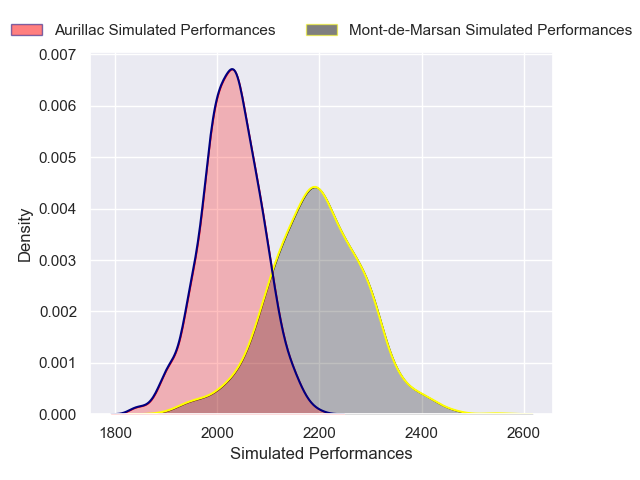 Aurillac Simulated Performances Mont-de-Marsan Simulated Performances
0.007
0.006
0.005
0.004
0.003
0.002
0.001
0.000
Density
1800 2000 2200 2400 2600
Simulated Performances